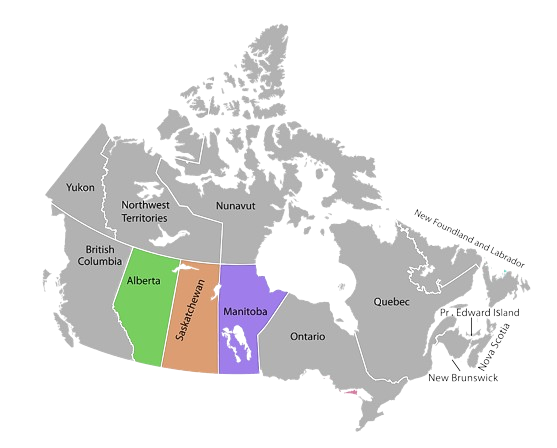 Yukon
Northwest
Territories
Nunavut
British
Columbia
Alberta
Saskatchewan
Manitoba
Ontario
Quebec
New Foundland and Labrador
Pr. Edward Island
Nova Scotia
New Brunswick